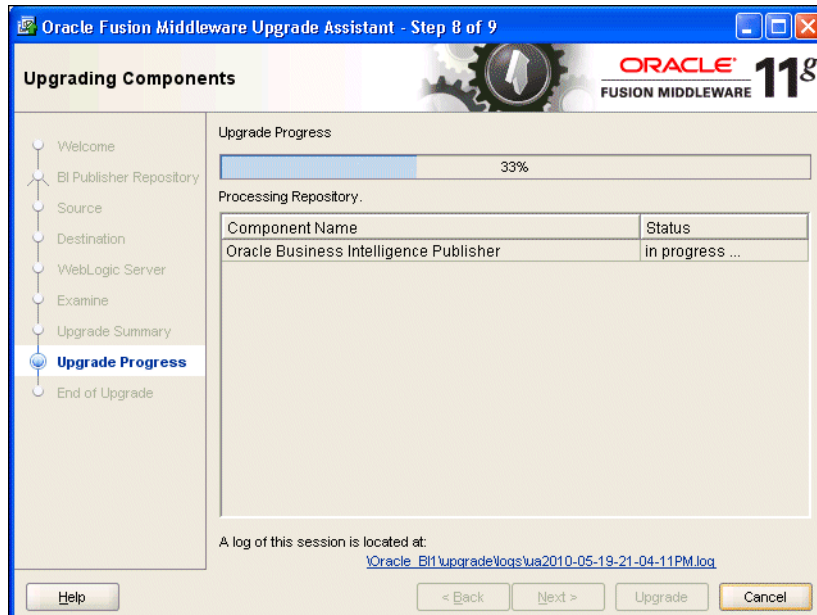 Oracle Fusion Middleware Upgrade Assistant - Step 8 of 9
Upgrading Components
ORACLE
FUSION MIDDLEWARE 11g
Welcome
BI Publisher Repository
Source
Destination
WebLogic Server
Examine
Upgrade Summary
Upgrade Progress
End of Upgrade
Upgrade Progress
33%
Processing Repository.
Component Name Status
Oracle Business Intelligence Publisher in progress ...
A log of this session is located at:
\Oracle_BI1\upgrade\logs\ua2010-05-19-21-04-11PM.log
Help < Back Next > Upgrade Cancel